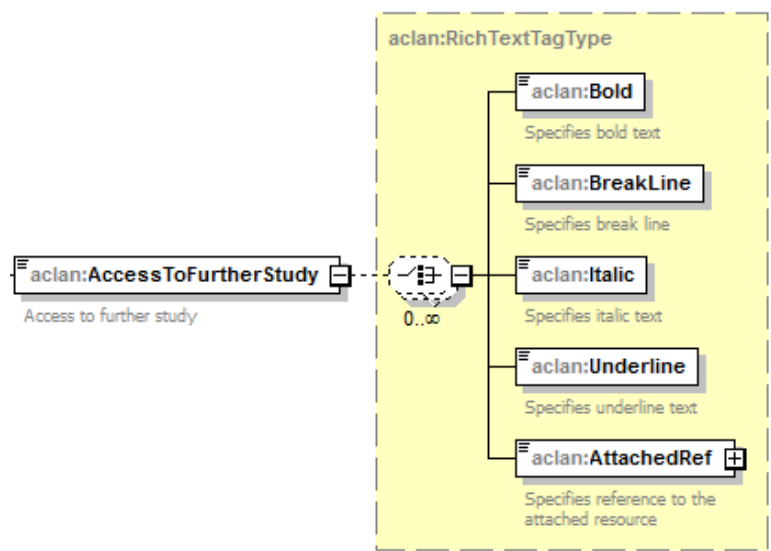 aclan:RichTextTagType
aclan:Bold
Specifies bold text
aclan:BreakLine
Specifies break line
aclan:AccessToFurtherStudy
Access to further study
0..∞
aclan:Italic
Specifies italic text
aclan:Underline
Specifies underline text
aclan:AttachedRef
Specifies reference to the
attached resource